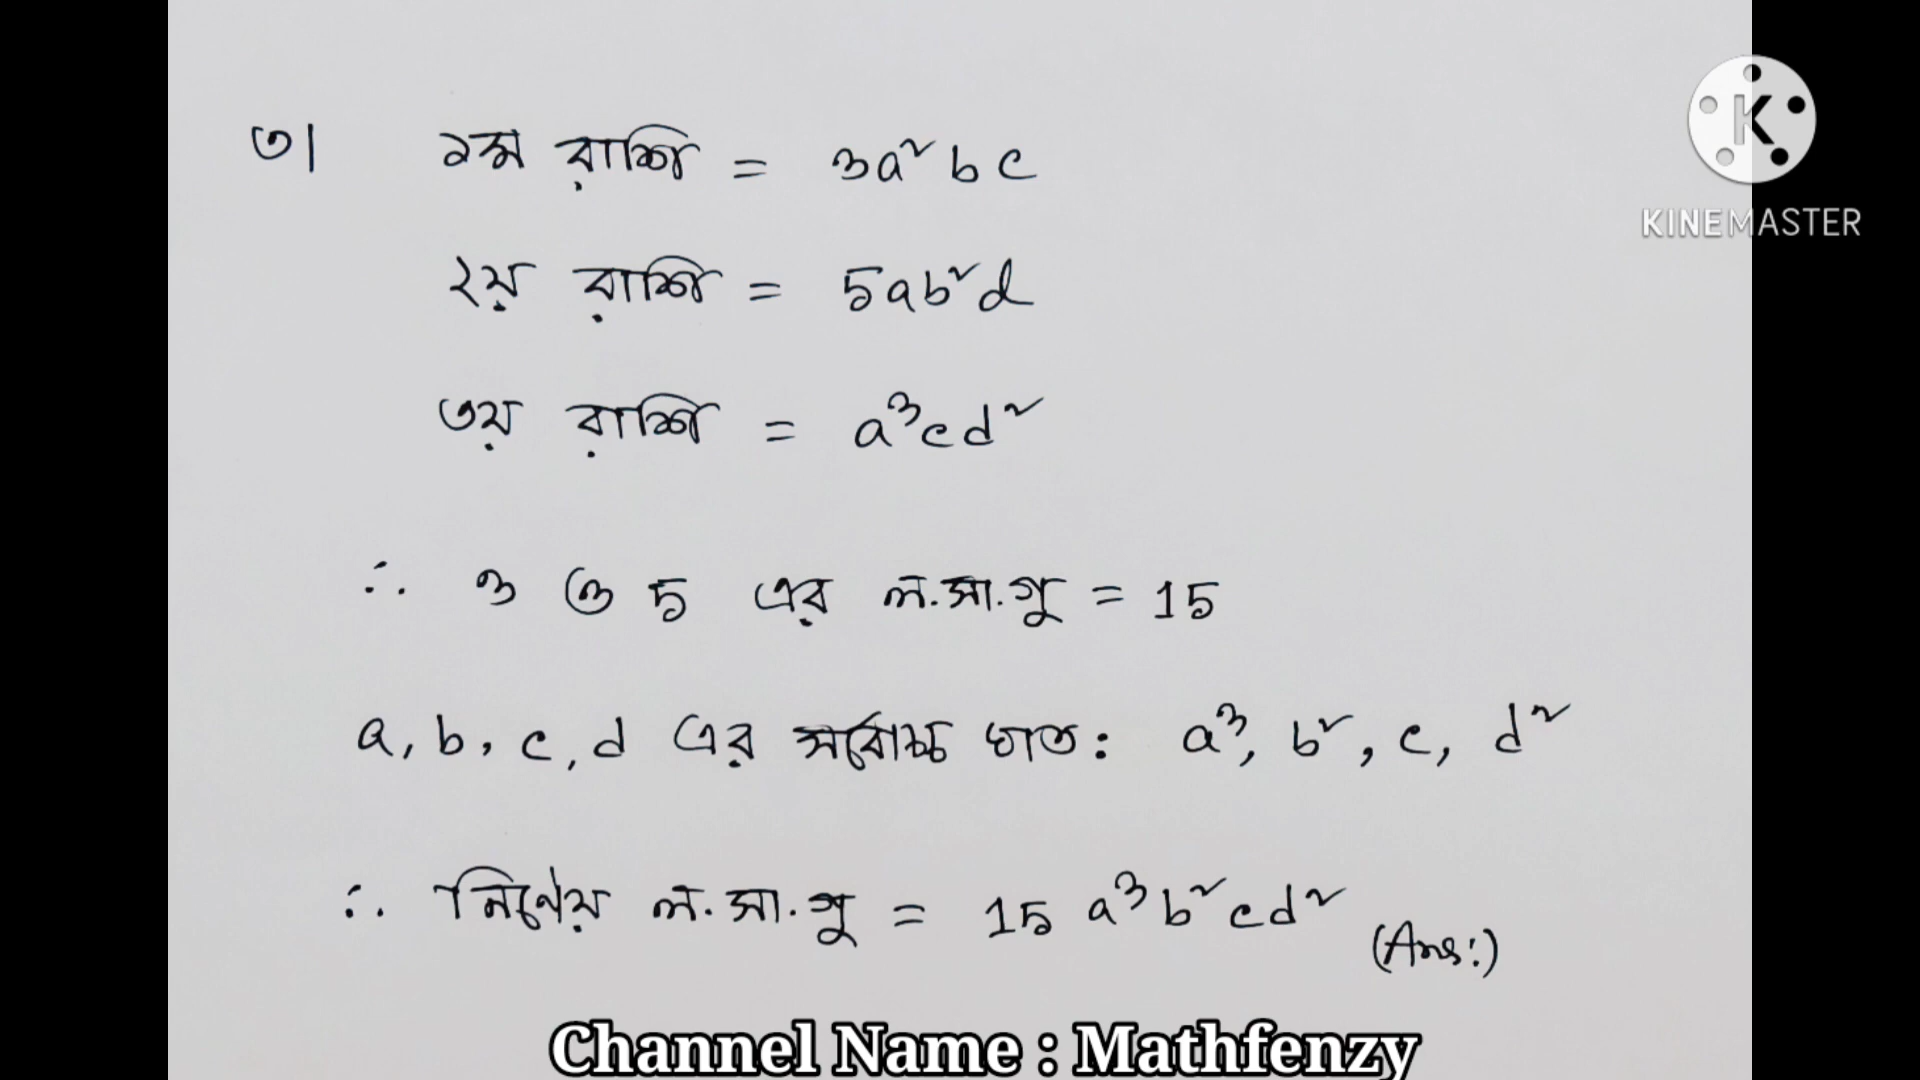 ৩। ১ম রাশি = 3a²bc
KINEMASTER
২য় রাশি = 5ab²d
৩য় রাশি = a³cd²
∴ 3 ও 5 এর ল.সা.গু = 15
a, b, c, d এর সর্বোচ্চ ঘাত: a³, b², c, d²
∴ নির্ণেয় ল.সা.গু = 15 a³b²cd² (Ans:)
Channel Name : Mathfenzy